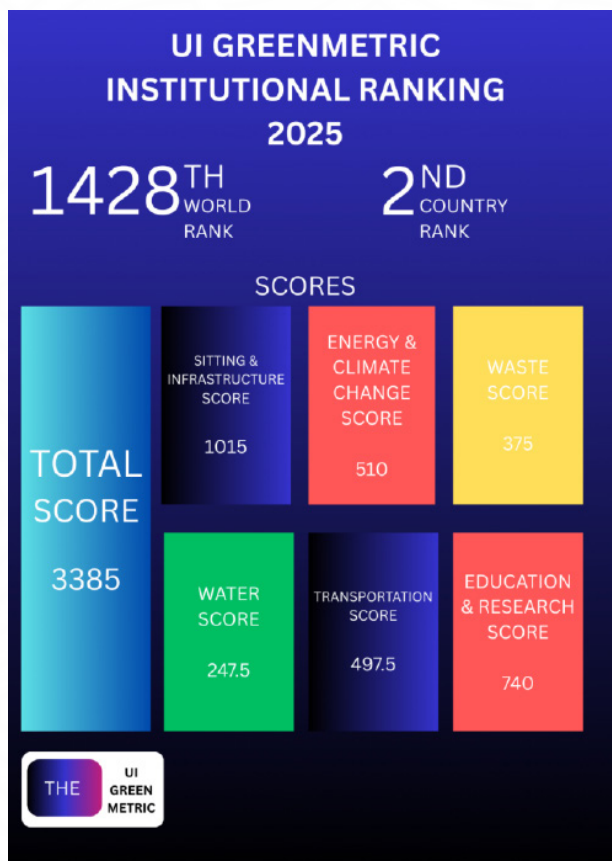 UI GREENMETRIC
INSTITUTIONAL RANKING
2025
1428TH
WORLD
RANK
2ND
COUNTRY
RANK
SCORES
TOTAL
SCORE
3385
SITTING &
INFRASTRUCTURE
SCORE
1015
ENERGY &
CLIMATE
CHANGE
SCORE
510
WASTE
SCORE
375
WATER
SCORE
247.5
TRANSPORTATION
SCORE
497.5
EDUCATION
& RESEARCH
SCORE
740
THE
UI
GREEN
METRIC